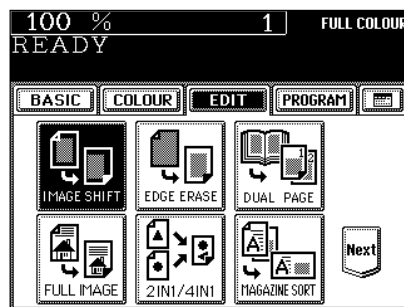 100 % 1 FULL COLOUR
READY
BASIC COLOUR EDIT PROGRAM
IMAGE SHIFT EDGE ERASE DUAL PAGE
FULL IMAGE 2IN1/4IN1 MAGAZINE SORT
Next